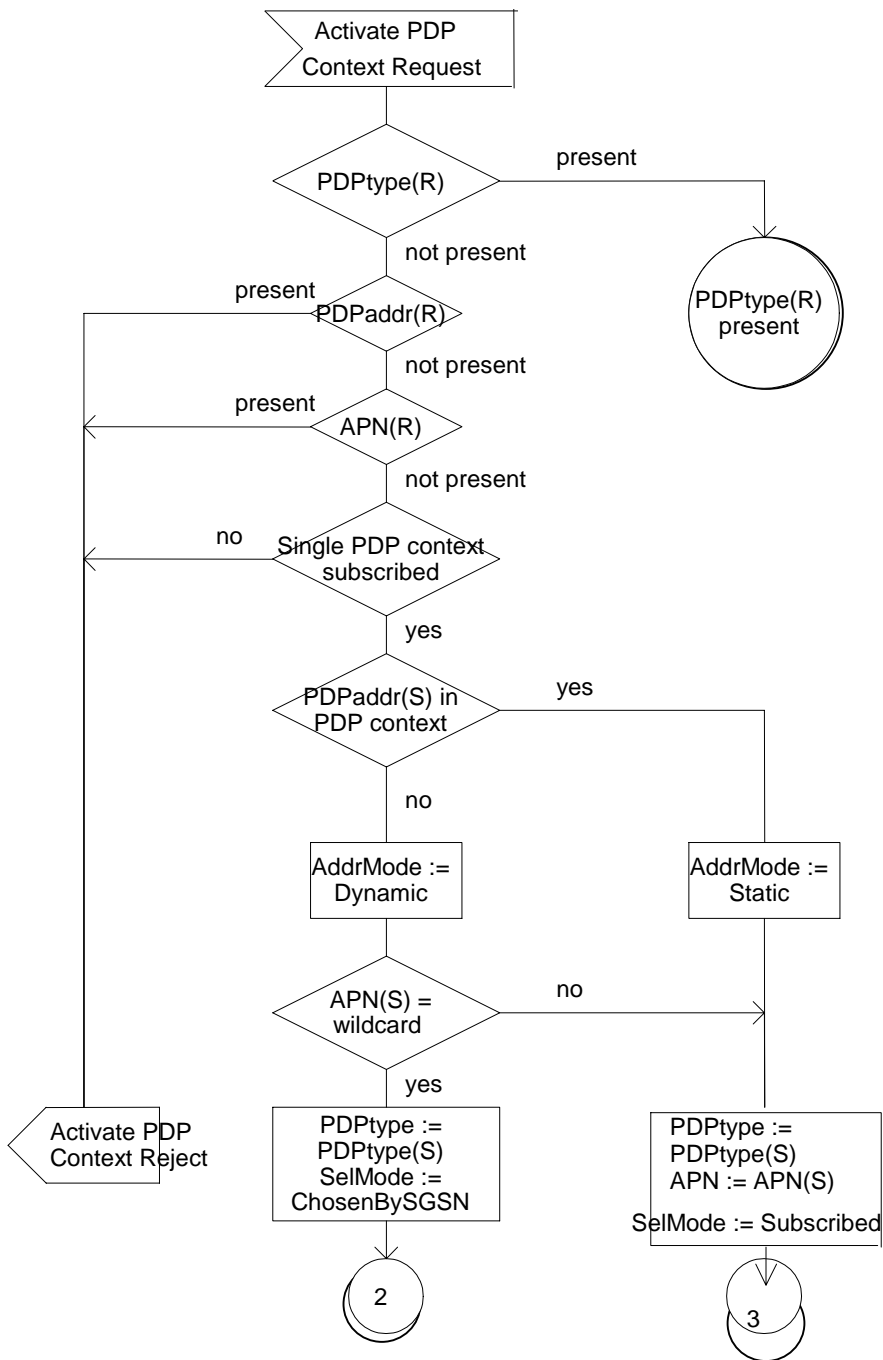 Activate PDP
Context Request
PDPtype(R)
present
not present
PDPtype(R)
present
present
PDPaddr(R)
not present
present
APN(R)
not present
no
Single PDP context
subscribed
yes
PDPaddr(S) in
PDP context
yes
no
AddrMode :=
Dynamic
AddrMode :=
Static
APN(S) =
wildcard
no
yes
Activate PDP
Context Reject
PDPtype :=
PDPtype(S)
SelMode :=
ChosenBySGSN
PDPtype :=
PDPtype(S)
APN := APN(S)
SelMode := Subscribed
2
3